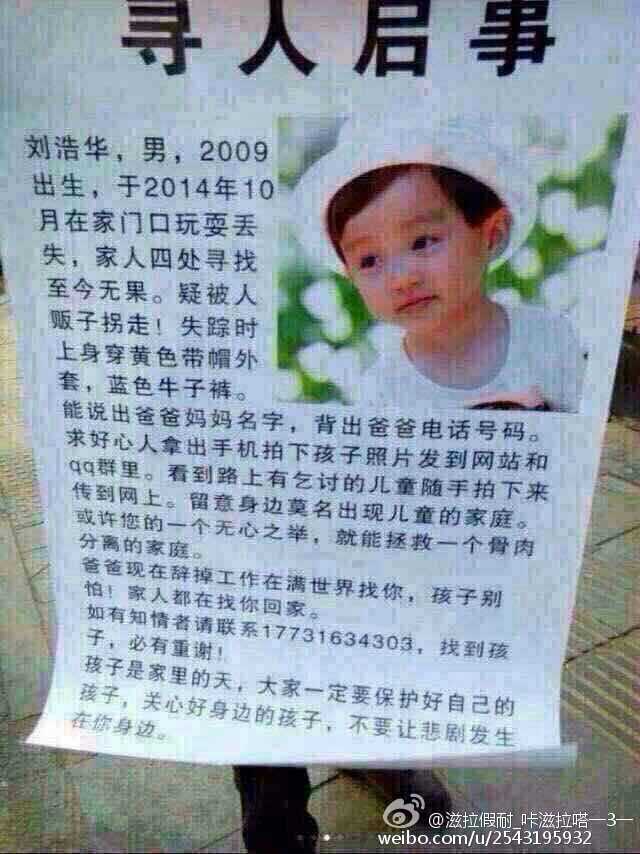 寻人启事
刘浩华，男，2009
出生，于2014年10
月在家门口玩耍丢
失，家人四处寻找
至今无果。疑被人
贩子拐走！失踪时
上身穿黄色带帽外
套，蓝色牛子裤。
能说出爸爸妈妈名字，背出爸爸电话号码。
求好心人拿出手机拍下孩子照片发到网站和
qq群里。看到路上有乞讨的儿童随手拍下来
传到网上。留意身边莫名出现儿童的家庭。
或许您的一个无心之举，就能拯救一个骨肉
分离的家庭。
爸爸现在辞掉工作在满世界找你，孩子别
怕！家人都在找你回家。
如有知情者请联系17731634303，找到孩
子，必有重谢！
孩子是家里的天，大家一定要保护好自己的
孩子，关心好身边的孩子，不要让悲剧发生
在你身边。
@滋拉假耐_咔滋拉嗒一3一
weibo.com/u/2543195932